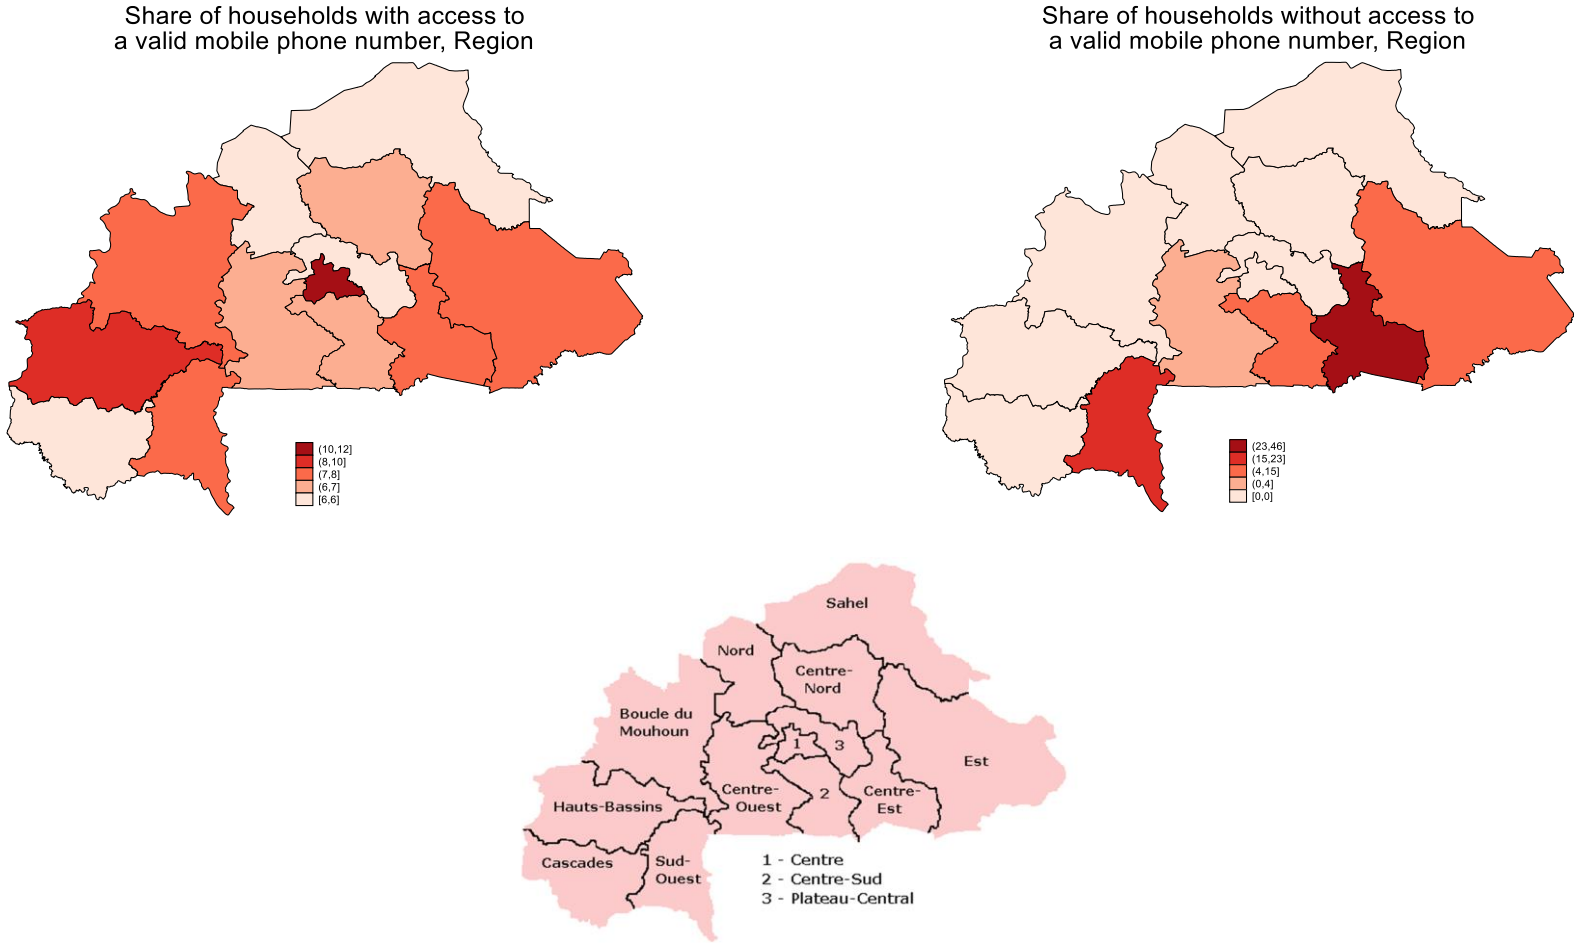 Share of households with access to
a valid mobile phone number, Region
(10,12]
(8,10]
(7,8]
(6,7]
[6,6]
Share of households without access to
a valid mobile phone number, Region
(23,46]
(15,23]
(4,15]
(0,4]
[0,0]
Sahel
Nord
Centre-
Nord
Boucle du
Mouhoun
1
3
Est
Centre-
Ouest
2
Centre-
Est
Hauts-Bassins
Cascades
Sud-
Ouest
1 - Centre
2 - Centre-Sud
3 - Plateau-Central